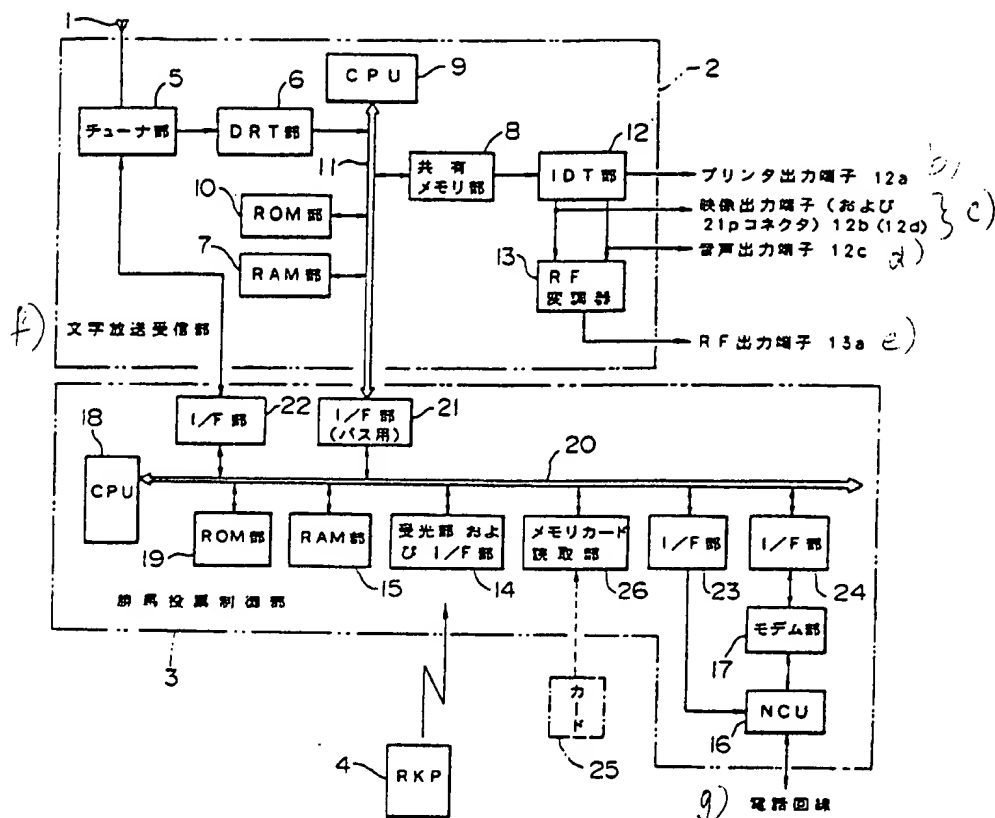 1
5
6
CPU
9
2
チューナ部
DRT部
8
12
11
共有
メモリ部
IDT部
プリンタ出力端子 12a
b)
10
ROM部
映像出力端子(および
21pコネクタ) 12b (12d)
} c)
音声出力端子 12c
d)
7
RAM部
13
RF
変調器
f)
文字放送受信部
RF出力端子 13a
e)
I/F部
22
I/F部
(バス用)
21
18
CPU
20
ROM部
RAM部
受光部および
I/F部
メモリカード
読取部
I/F部
I/F部
19
15
14
26
23
24
勝馬投票制御部
モデム部
17
3
カード
NCU
16
4
RKP
25
g)
電話回線